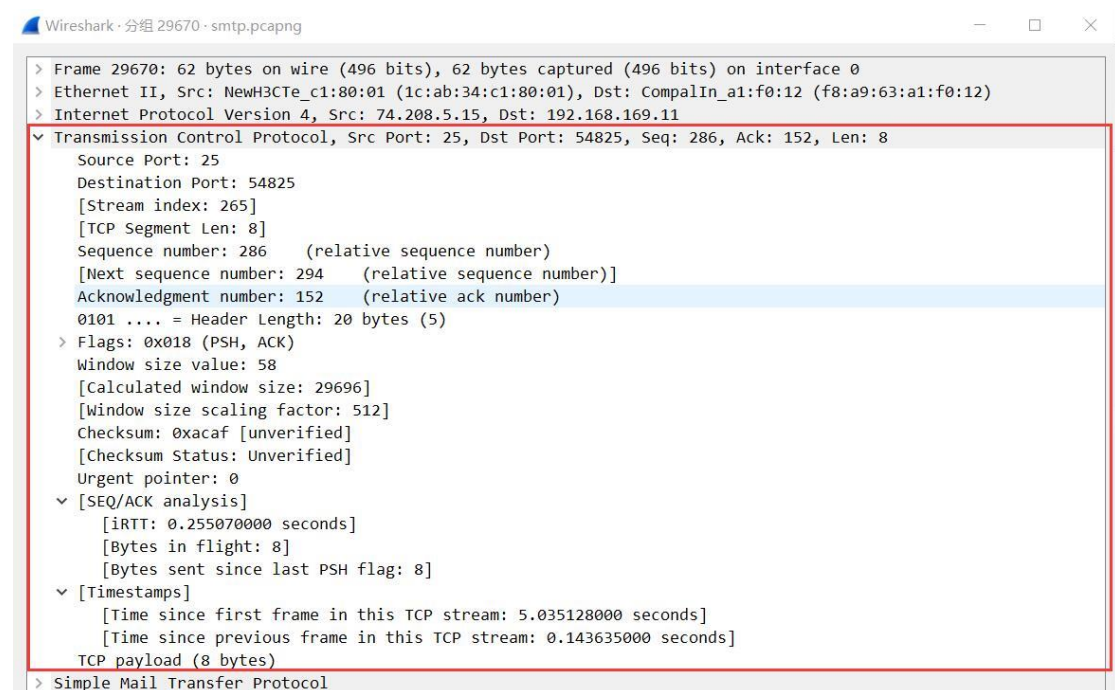 Wireshark · 分组 29670 · smtp.pcapng
Frame 29670: 62 bytes on wire (496 bits), 62 bytes captured (496 bits) on interface 0
Ethernet II, Src: NewH3CTe_c1:80:01 (1c:ab:34:c1:80:01), Dst: CompalIn_a1:f0:12 (f8:a9:63:a1:f0:12)
Internet Protocol Version 4, Src: 74.208.5.15, Dst: 192.168.169.11
Transmission Control Protocol, Src Port: 25, Dst Port: 54825, Seq: 286, Ack: 152, Len: 8
Source Port: 25
Destination Port: 54825
[Stream index: 265]
[TCP Segment Len: 8]
Sequence number: 286    (relative sequence number)
[Next sequence number: 294    (relative sequence number)]
Acknowledgment number: 152    (relative ack number)
0101 .... = Header Length: 20 bytes (5)
Flags: 0x018 (PSH, ACK)
Window size value: 58
[Calculated window size: 29696]
[Window size scaling factor: 512]
Checksum: 0xacaf [unverified]
[Checksum Status: Unverified]
Urgent pointer: 0
[SEQ/ACK analysis]
[iRTT: 0.255070000 seconds]
[Bytes in flight: 8]
[Bytes sent since last PSH flag: 8]
[Timestamps]
[Time since first frame in this TCP stream: 5.035128000 seconds]
[Time since previous frame in this TCP stream: 0.143635000 seconds]
TCP payload (8 bytes)
Simple Mail Transfer Protocol